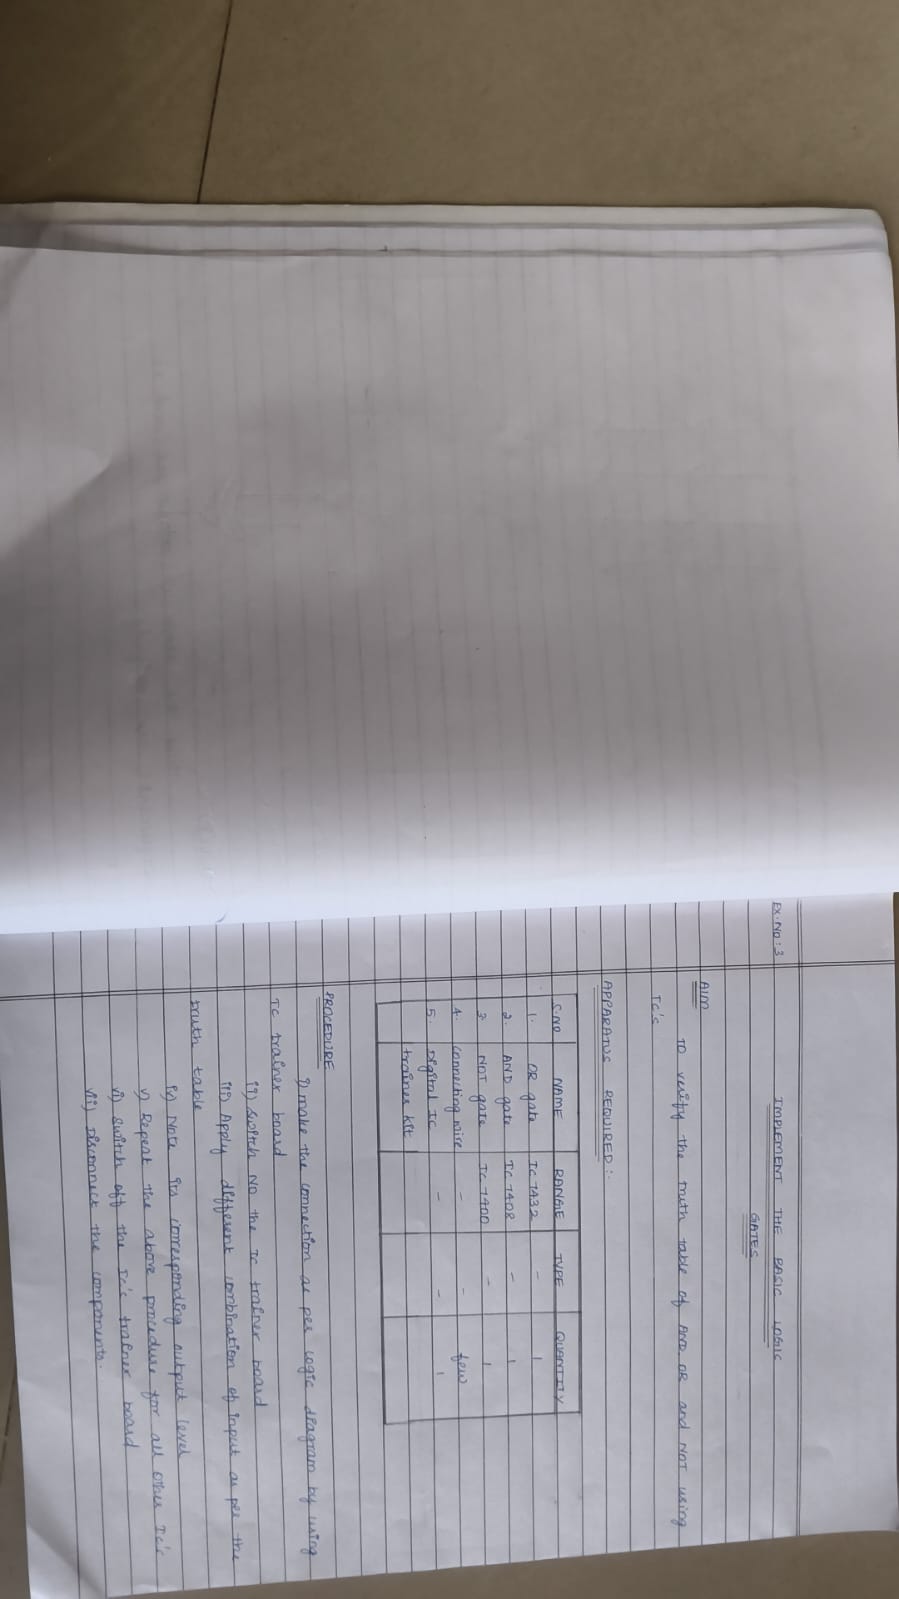 Ex.No: 3
IMPLEMENT THE BASIC LOGIC
GATES
AIM
To verify the truth table of AND OR and NOT using
IC's
APPARATUS REQUIRED:-
S.NO NAME RANGE TYPE QUANTITY
1. OR gate IC 7432 - 1
2. AND gate IC 7408 - 1
3. NOT gate IC 7400 - 1
4. Connecting wire - - few
5. Digital IC - - 1
trainer kit
PROCEDURE
i) make the connection as per logic diagram by using
IC trainer board
ii) Switch NO the IC trainer board
iii) Apply different combination of input as per the
truth table
iv) Note its corresponding output level
v) Repeat the above procedure for all other IC's
vi) Switch off the IC's trainer board
vii) Disconnect the components.